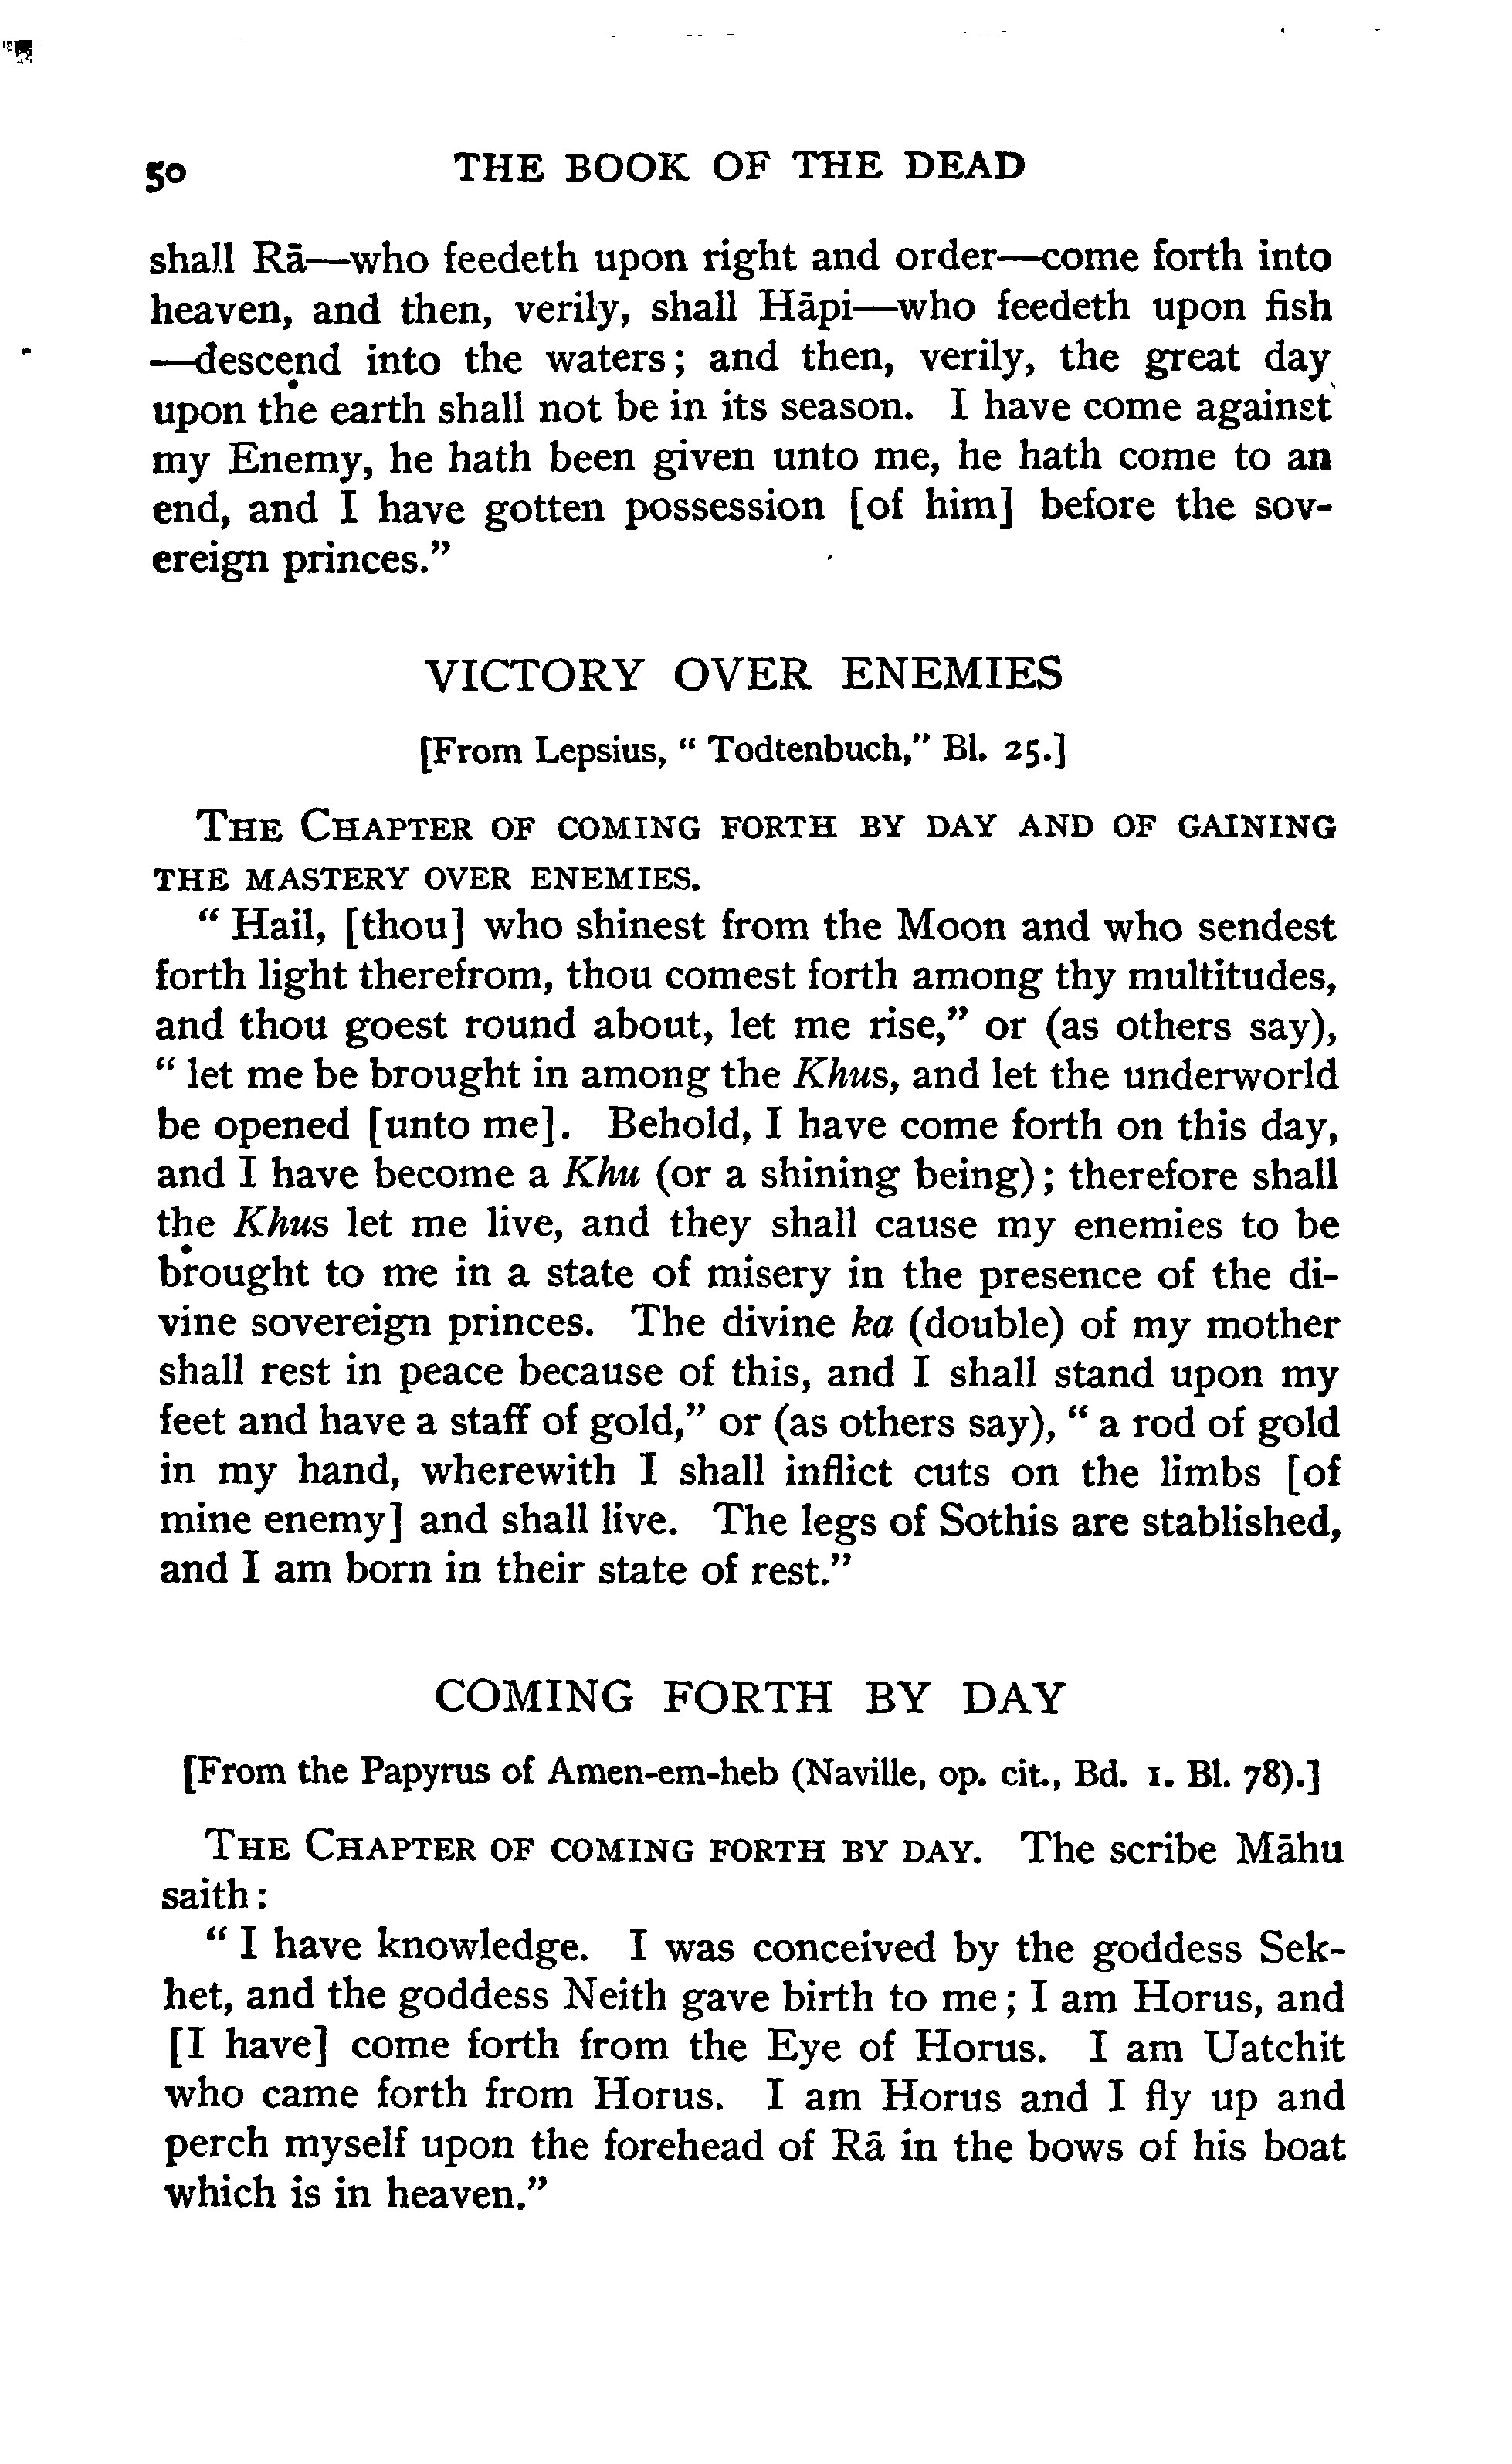 50 THE BOOK OF THE DEAD
shall Rā—who feedeth upon right and order—come forth into
heaven, and then, verily, shall Hāpi—who feedeth upon fish
—descend into the waters; and then, verily, the great day
upon the earth shall not be in its season. I have come against
my Enemy, he hath been given unto me, he hath come to an
end, and I have gotten possession [of him] before the sov-
ereign princes."
VICTORY OVER ENEMIES
[From Lepsius, "Todtenbuch," Bl. 25.]
THE CHAPTER OF COMING FORTH BY DAY AND OF GAINING
THE MASTERY OVER ENEMIES.
"Hail, [thou] who shinest from the Moon and who sendest
forth light therefrom, thou comest forth among thy multitudes,
and thou goest round about, let me rise," or (as others say),
"let me be brought in among the Khus, and let the underworld
be opened [unto me]. Behold, I have come forth on this day,
and I have become a Khu (or a shining being); therefore shall
the Khus let me live, and they shall cause my enemies to be
brought to me in a state of misery in the presence of the di-
vine sovereign princes. The divine ka (double) of my mother
shall rest in peace because of this, and I shall stand upon my
feet and have a staff of gold," or (as others say), "a rod of gold
in my hand, wherewith I shall inflict cuts on the limbs [of
mine enemy] and shall live. The legs of Sothis are stablished,
and I am born in their state of rest."
COMING FORTH BY DAY
[From the Papyrus of Amen-em-heb (Naville, op. cit., Bd. 1. Bl. 78).]
THE CHAPTER OF COMING FORTH BY DAY. The scribe Māhu
saith:
"I have knowledge. I was conceived by the goddess Sek-
het, and the goddess Neith gave birth to me; I am Horus, and
[I have] come forth from the Eye of Horus. I am Uatchit
who came forth from Horus. I am Horus and I fly up and
perch myself upon the forehead of Rā in the bows of his boat
which is in heaven."